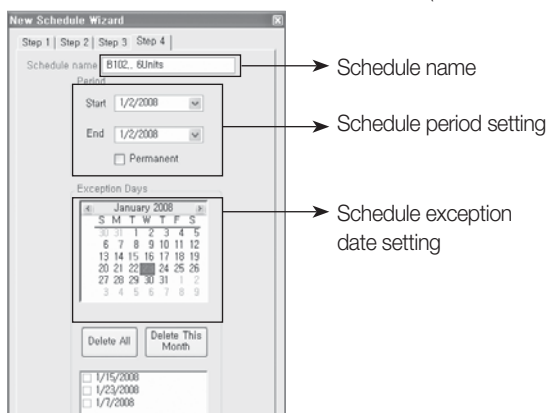 New Schedule Wizard
Step 1 | Step 2 | Step 3 | Step 4
Schedule name B102.. 6Units
Schedule name
Period
Start 1/2/2008
Schedule period setting
End 1/2/2008
Permanent
Exception Days
January 2008
S M T W T F S
30 31 1 2 3 4 5
6 7 8 9 10 11 12
13 14 15 16 17 18 19
20 21 22 24 25 26
27 28 29 30 31 1 2
3 4 5 6 7 8 9
Schedule exception
date setting
Delete All
Delete This
Month
1/15/2008
1/23/2008
1/7/2008